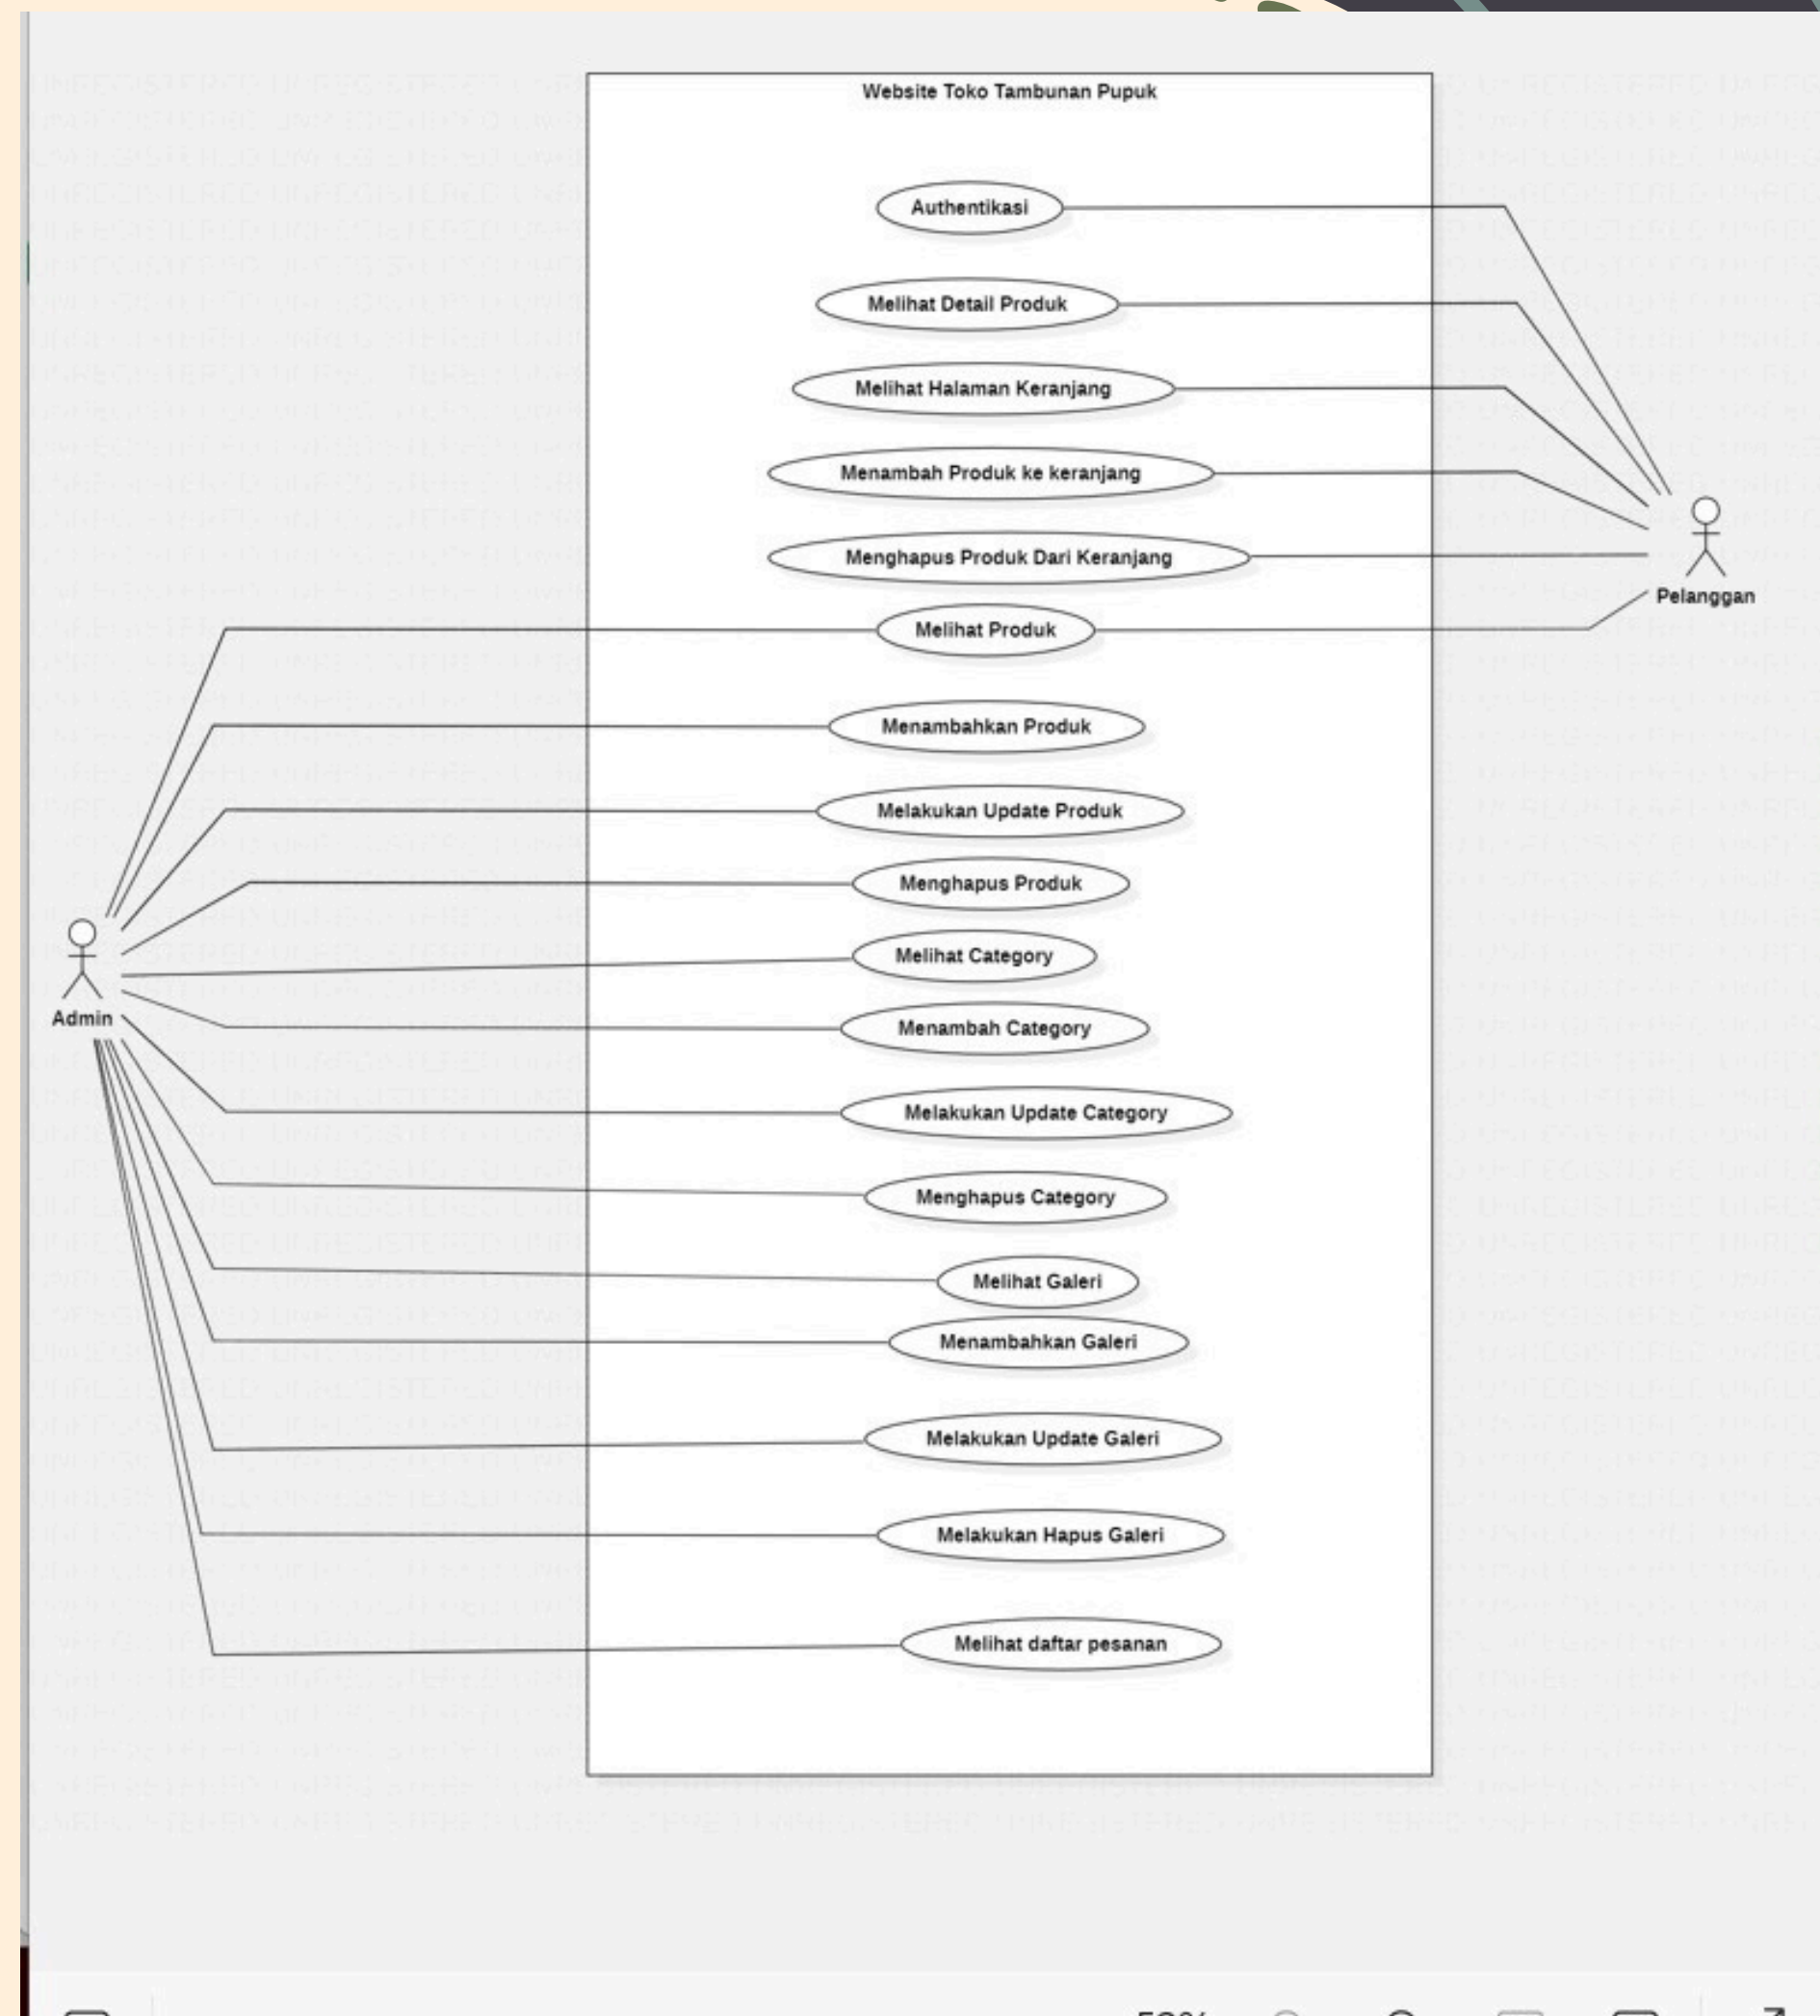 Website Toko Tambunan Pupuk
Authentikasi
Melihat Detail Produk
Melihat Halaman Keranjang
Menambah Produk ke keranjang
Menghapus Produk Dari Keranjang
Pelanggan
Melihat Produk
Menambahkan Produk
Melakukan Update Produk
Menghapus Produk
Melihat Category
Admin
Menambah Category
Melakukan Update Category
Menghapus Category
Melihat Galeri
Menambahkan Galeri
Melakukan Update Galeri
Melakukan Hapus Galeri
Melihat daftar pesanan